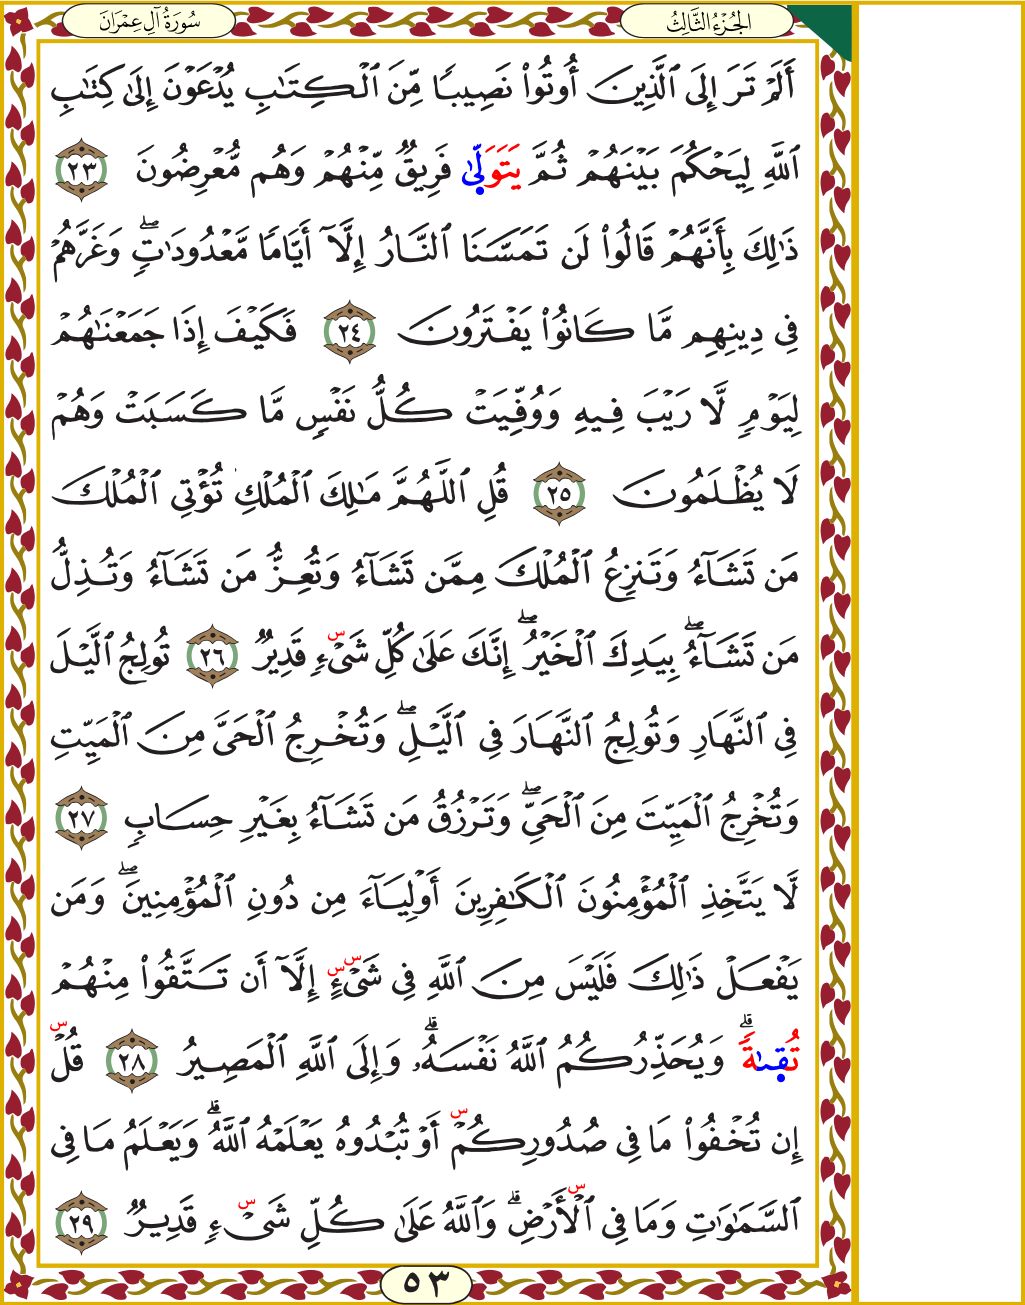 سُورَةُ آلِ عِمْرَانَ
الجُزْءُ الثَّالِثُ
أَلَمْ تَرَ إِلَى ٱلَّذِينَ أُوتُوا۟ نَصِيبًا مِّنَ ٱلْكِتَـٰبِ يُدْعَوْنَ إِلَىٰ كِتَـٰبِ
ٱللَّهِ لِيَحْكُمَ بَيْنَهُمْ ثُمَّ يَتَوَلَّىٰ فَرِيقٌ مِّنْهُمْ وَهُم مُّعْرِضُونَ ٢٣
ذَٰلِكَ بِأَنَّهُمْ قَالُوا۟ لَن تَمَسَّنَا ٱلنَّارُ إِلَّآ أَيَّامًا مَّعْدُودَٰتٍ ۖ وَغَرَّهُمْ
فِى دِينِهِم مَّا كَانُوا۟ يَفْتَرُونَ ٢٤ فَكَيْفَ إِذَا جَمَعْنَـٰهُمْ
لِيَوْمٍ لَّا رَيْبَ فِيهِ وَوُفِّيَتْ كُلُّ نَفْسٍ مَّا كَسَبَتْ وَهُمْ
لَا يُظْلَمُونَ ٢٥ قُلِ ٱللَّهُمَّ مَـٰلِكَ ٱلْمُلْكِ تُؤْتِى ٱلْمُلْكَ
مَن تَشَآءُ وَتَنزِعُ ٱلْمُلْكَ مِمَّن تَشَآءُ وَتُعِزُّ مَن تَشَآءُ وَتُذِلُّ
مَن تَشَآءُ ۖ بِيَدِكَ ٱلْخَيْرُ ۖ إِنَّكَ عَلَىٰ كُلِّ شَىْءٍ قَدِيرٌ ٢٦ تُولِجُ ٱلَّيْلَ
فِى ٱلنَّهَارِ وَتُولِجُ ٱلنَّهَارَ فِى ٱلَّيْلِ ۖ وَتُخْرِجُ ٱلْحَىَّ مِنَ ٱلْمَيِّتِ
وَتُخْرِجُ ٱلْمَيِّتَ مِنَ ٱلْحَىِّ ۖ وَتَرْزُقُ مَن تَشَآءُ بِغَيْرِ حِسَابٍ ٢٧
لَّا يَتَّخِذِ ٱلْمُؤْمِنُونَ ٱلْكَـٰفِرِينَ أَوْلِيَآءَ مِن دُونِ ٱلْمُؤْمِنِينَ ۖ وَمَن
يَفْعَلْ ذَٰلِكَ فَلَيْسَ مِنَ ٱللَّهِ فِى شَىْءٍ إِلَّآ أَن تَتَّقُوا۟ مِنْهُمْ
تُقَىٰةً ۗ وَيُحَذِّرُكُمُ ٱللَّهُ نَفْسَهُۥ ۗ وَإِلَى ٱللَّهِ ٱلْمَصِيرُ ٢٨ قُلْ
إِن تُخْفُوا۟ مَا فِى صُدُورِكُمْ أَوْ تُبْدُوهُ يَعْلَمْهُ ٱللَّهُ ۗ وَيَعْلَمُ مَا فِى
ٱلسَّمَـٰوَٰتِ وَمَا فِى ٱلْأَرْضِ ۗ وَٱللَّهُ عَلَىٰ كُلِّ شَىْءٍ قَدِيرٌ ٢٩
٥٣